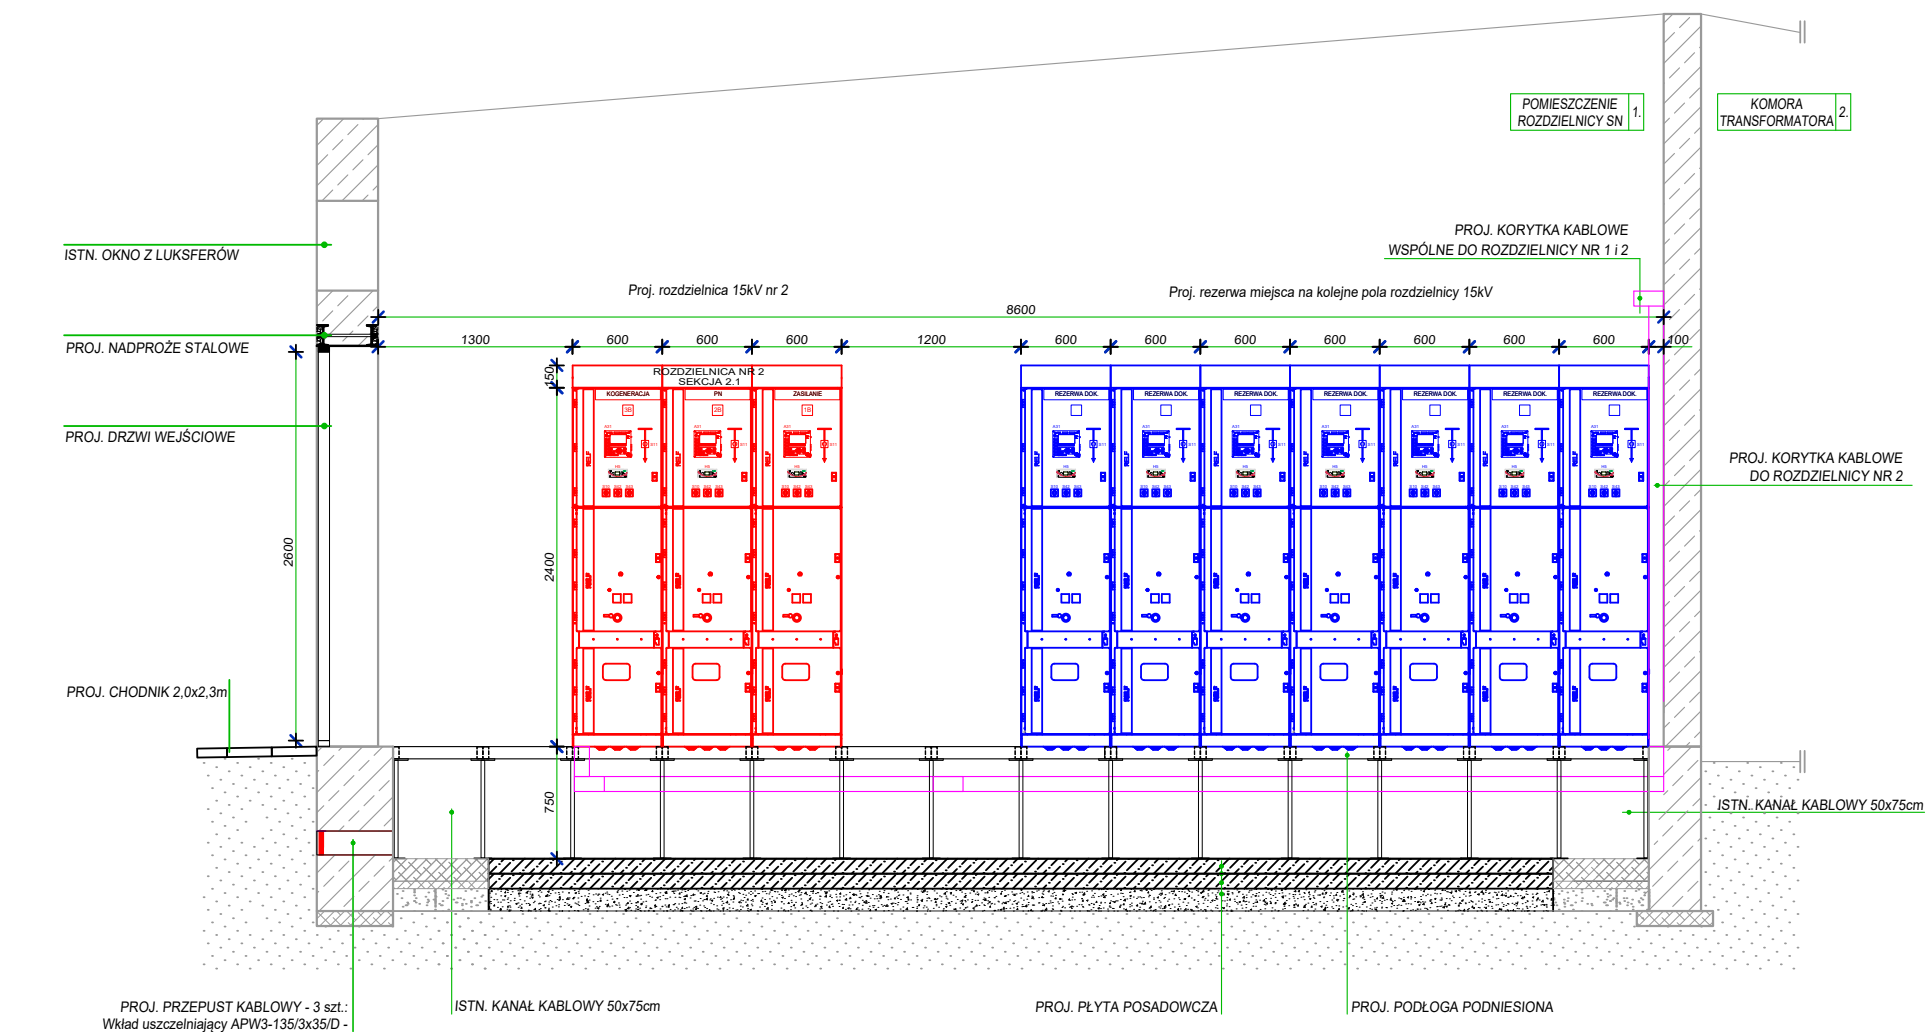 POMIESZCZENIE
ROZDZIELNICY SN
1.
KOMORA
TRANSFORMATORA
2.
PROJ. KORYTKA KABLOWE
WSPÓLNE DO ROZDZIELNICY NR 1 i 2
ISTN. OKNO Z LUKSFERÓW
Proj. rozdzielnica 15kV nr 2
Proj. rezerwa miejsca na kolejne pola rozdzielnicy 15kV
8600
PROJ. NADPROŻE STALOWE
1300 600 600 600 1200 600 600 600 600 600 600 600 100
150
ROZDZIELNICA NR 2
SEKCJA 2.1
KOGENERACJA PN ZASILANIE
REZERWA DOK. REZERWA DOK. REZERWA DOK. REZERWA DOK. REZERWA DOK. REZERWA DOK. REZERWA DOK.
3B 2B 1B
PROJ. DRZWI WEJŚCIOWE
PROJ. KORYTKA KABLOWE
DO ROZDZIELNICY NR 2
2600
2400
PROJ. CHODNIK 2,0x2,3m
750
ISTN. KANAŁ KABLOWY 50x75cm
PROJ. PRZEPUST KABLOWY - 3 szt.:
Wkład uszczelniający APW3-135/3x35/D -
ISTN. KANAŁ KABLOWY 50x75cm
PROJ. PŁYTA POSADOWCZA
PROJ. PODŁOGA PODNIESIONA